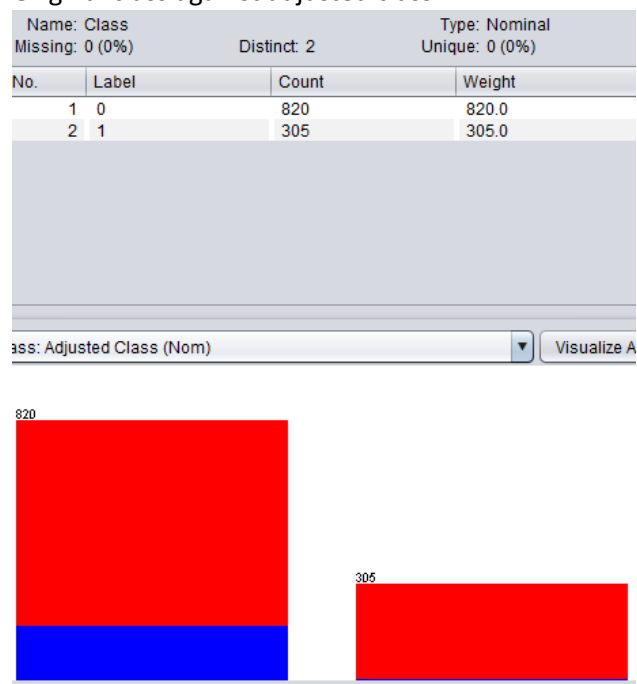 Name: Class Type: Nominal
Missing: 0 (0%) Distinct: 2 Unique: 0 (0%)
No. Label Count Weight
1 0 820 820.0
2 1 305 305.0
ass: Adjusted Class (Nom) Visualize A
820
305